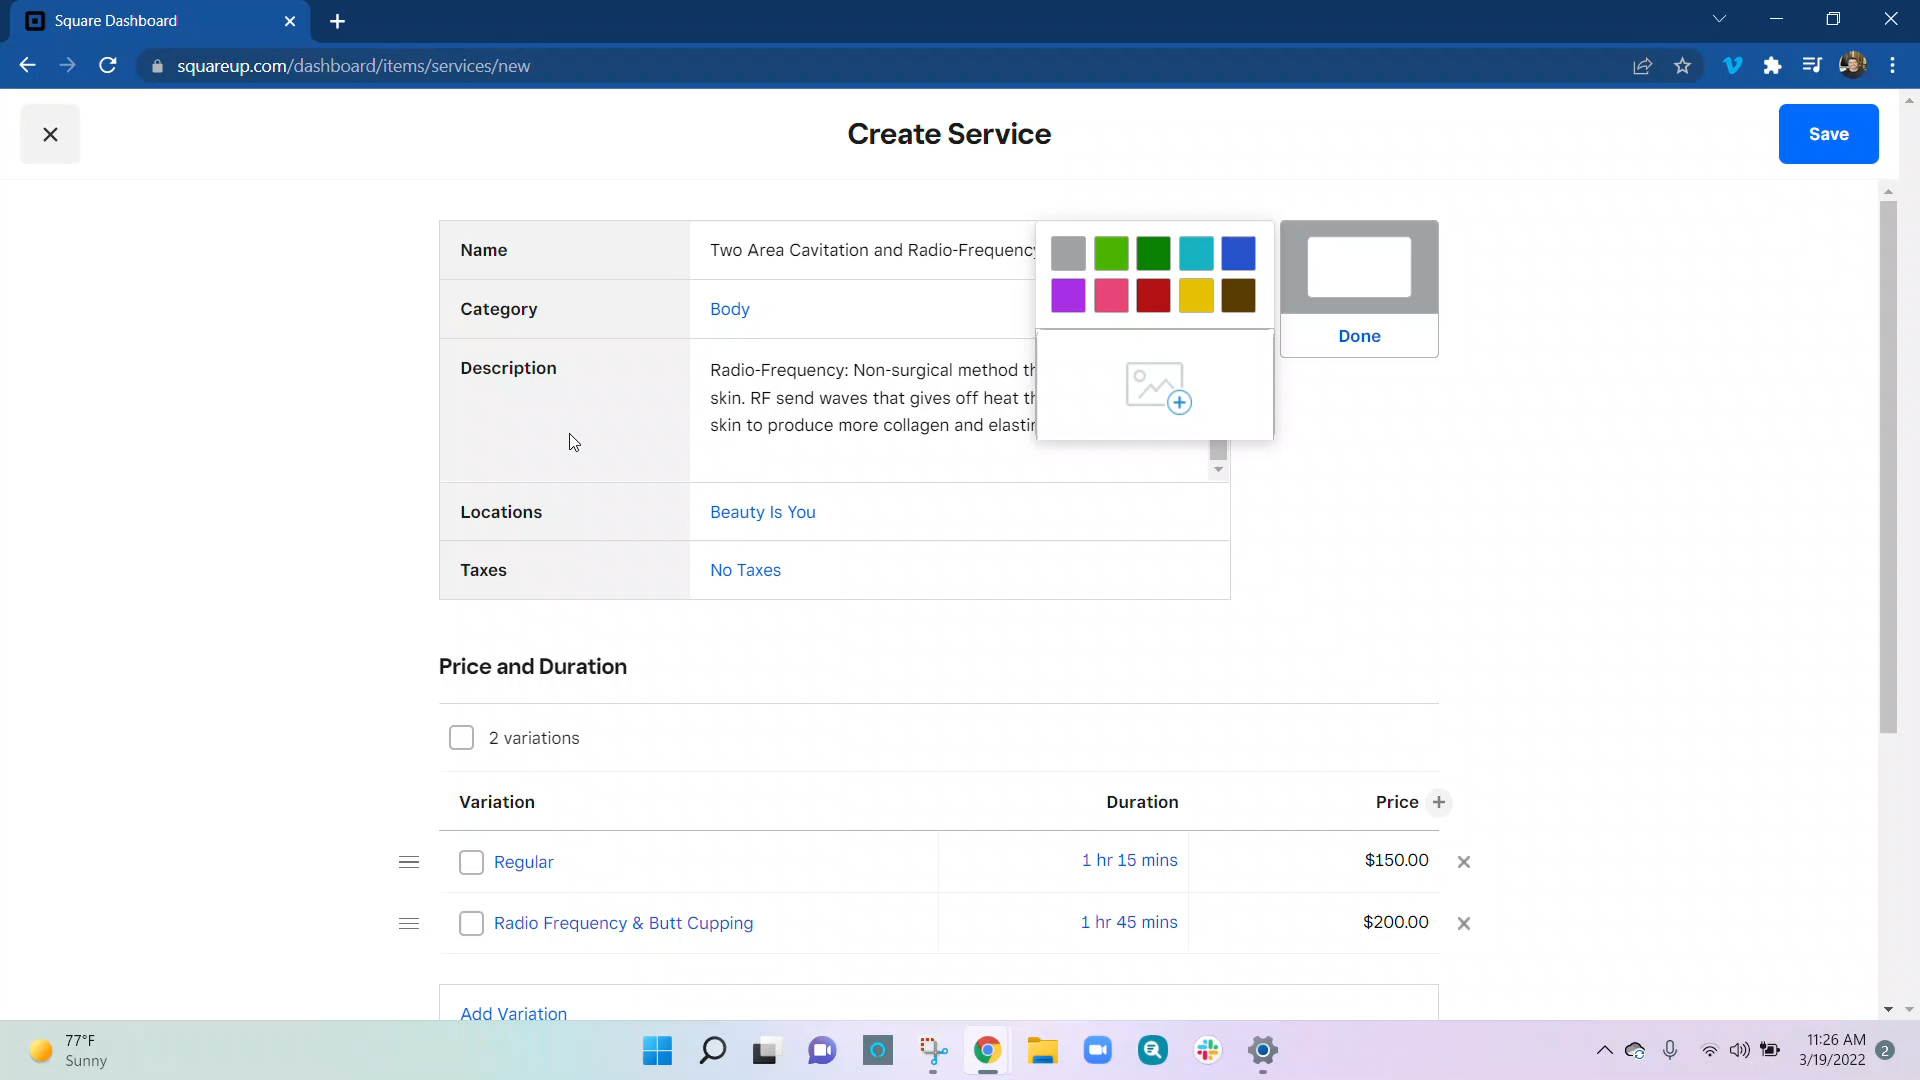 Square Dashboard
squareup.com/dashboard/items/services/new
Create Service
Save
Name
Two Area Cavitation and Radio-Frequency
Category
Body
Done
Description
Radio-Frequency: Non-surgical method th
skin. RF send waves that gives off heat th
skin to produce more collagen and elastin
Locations
Beauty Is You
Taxes
No Taxes
Price and Duration
2 variations
Variation
Duration
Price
Regular
1 hr 15 mins
$150.00
Radio Frequency & Butt Cupping
1 hr 45 mins
$200.00
Add Variation
77°F
Sunny
11:26 AM
3/19/2022
2